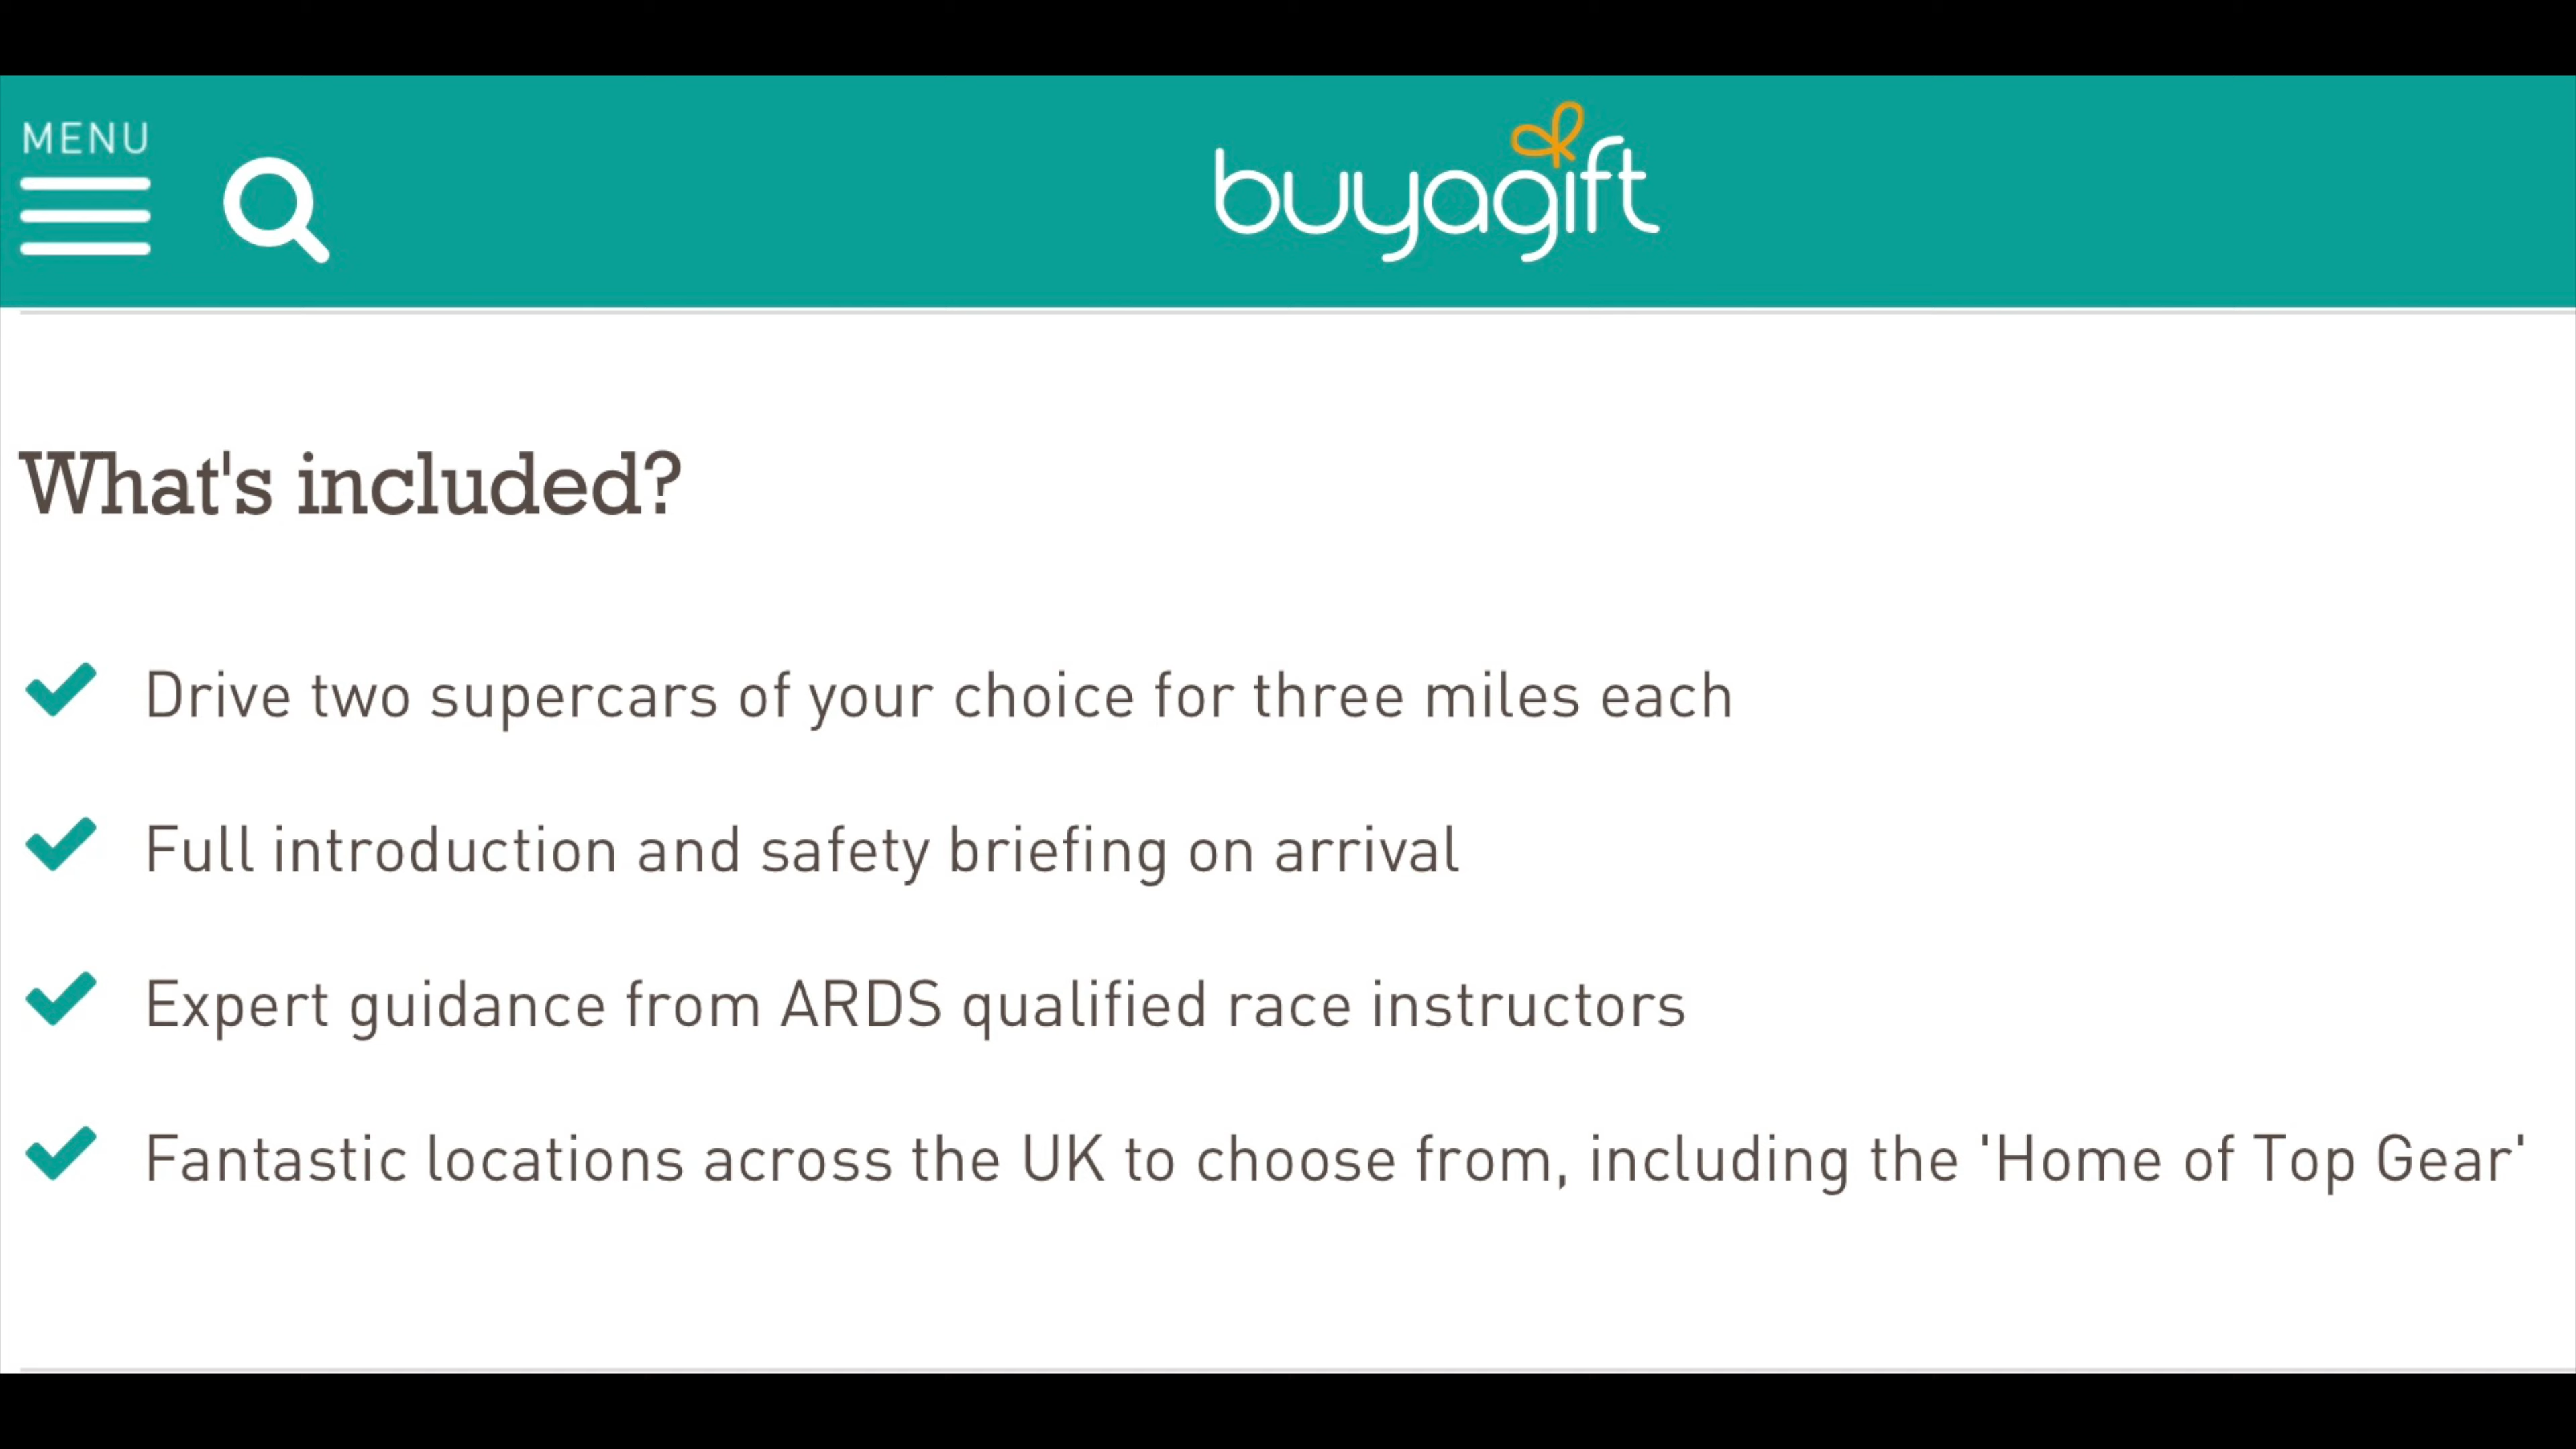 MENU
buyagift
What's included?
Drive two supercars of your choice for three miles each
Full introduction and safety briefing on arrival
Expert guidance from ARDS qualified race instructors
Fantastic locations across the UK to choose from, including the 'Home of Top Gear'